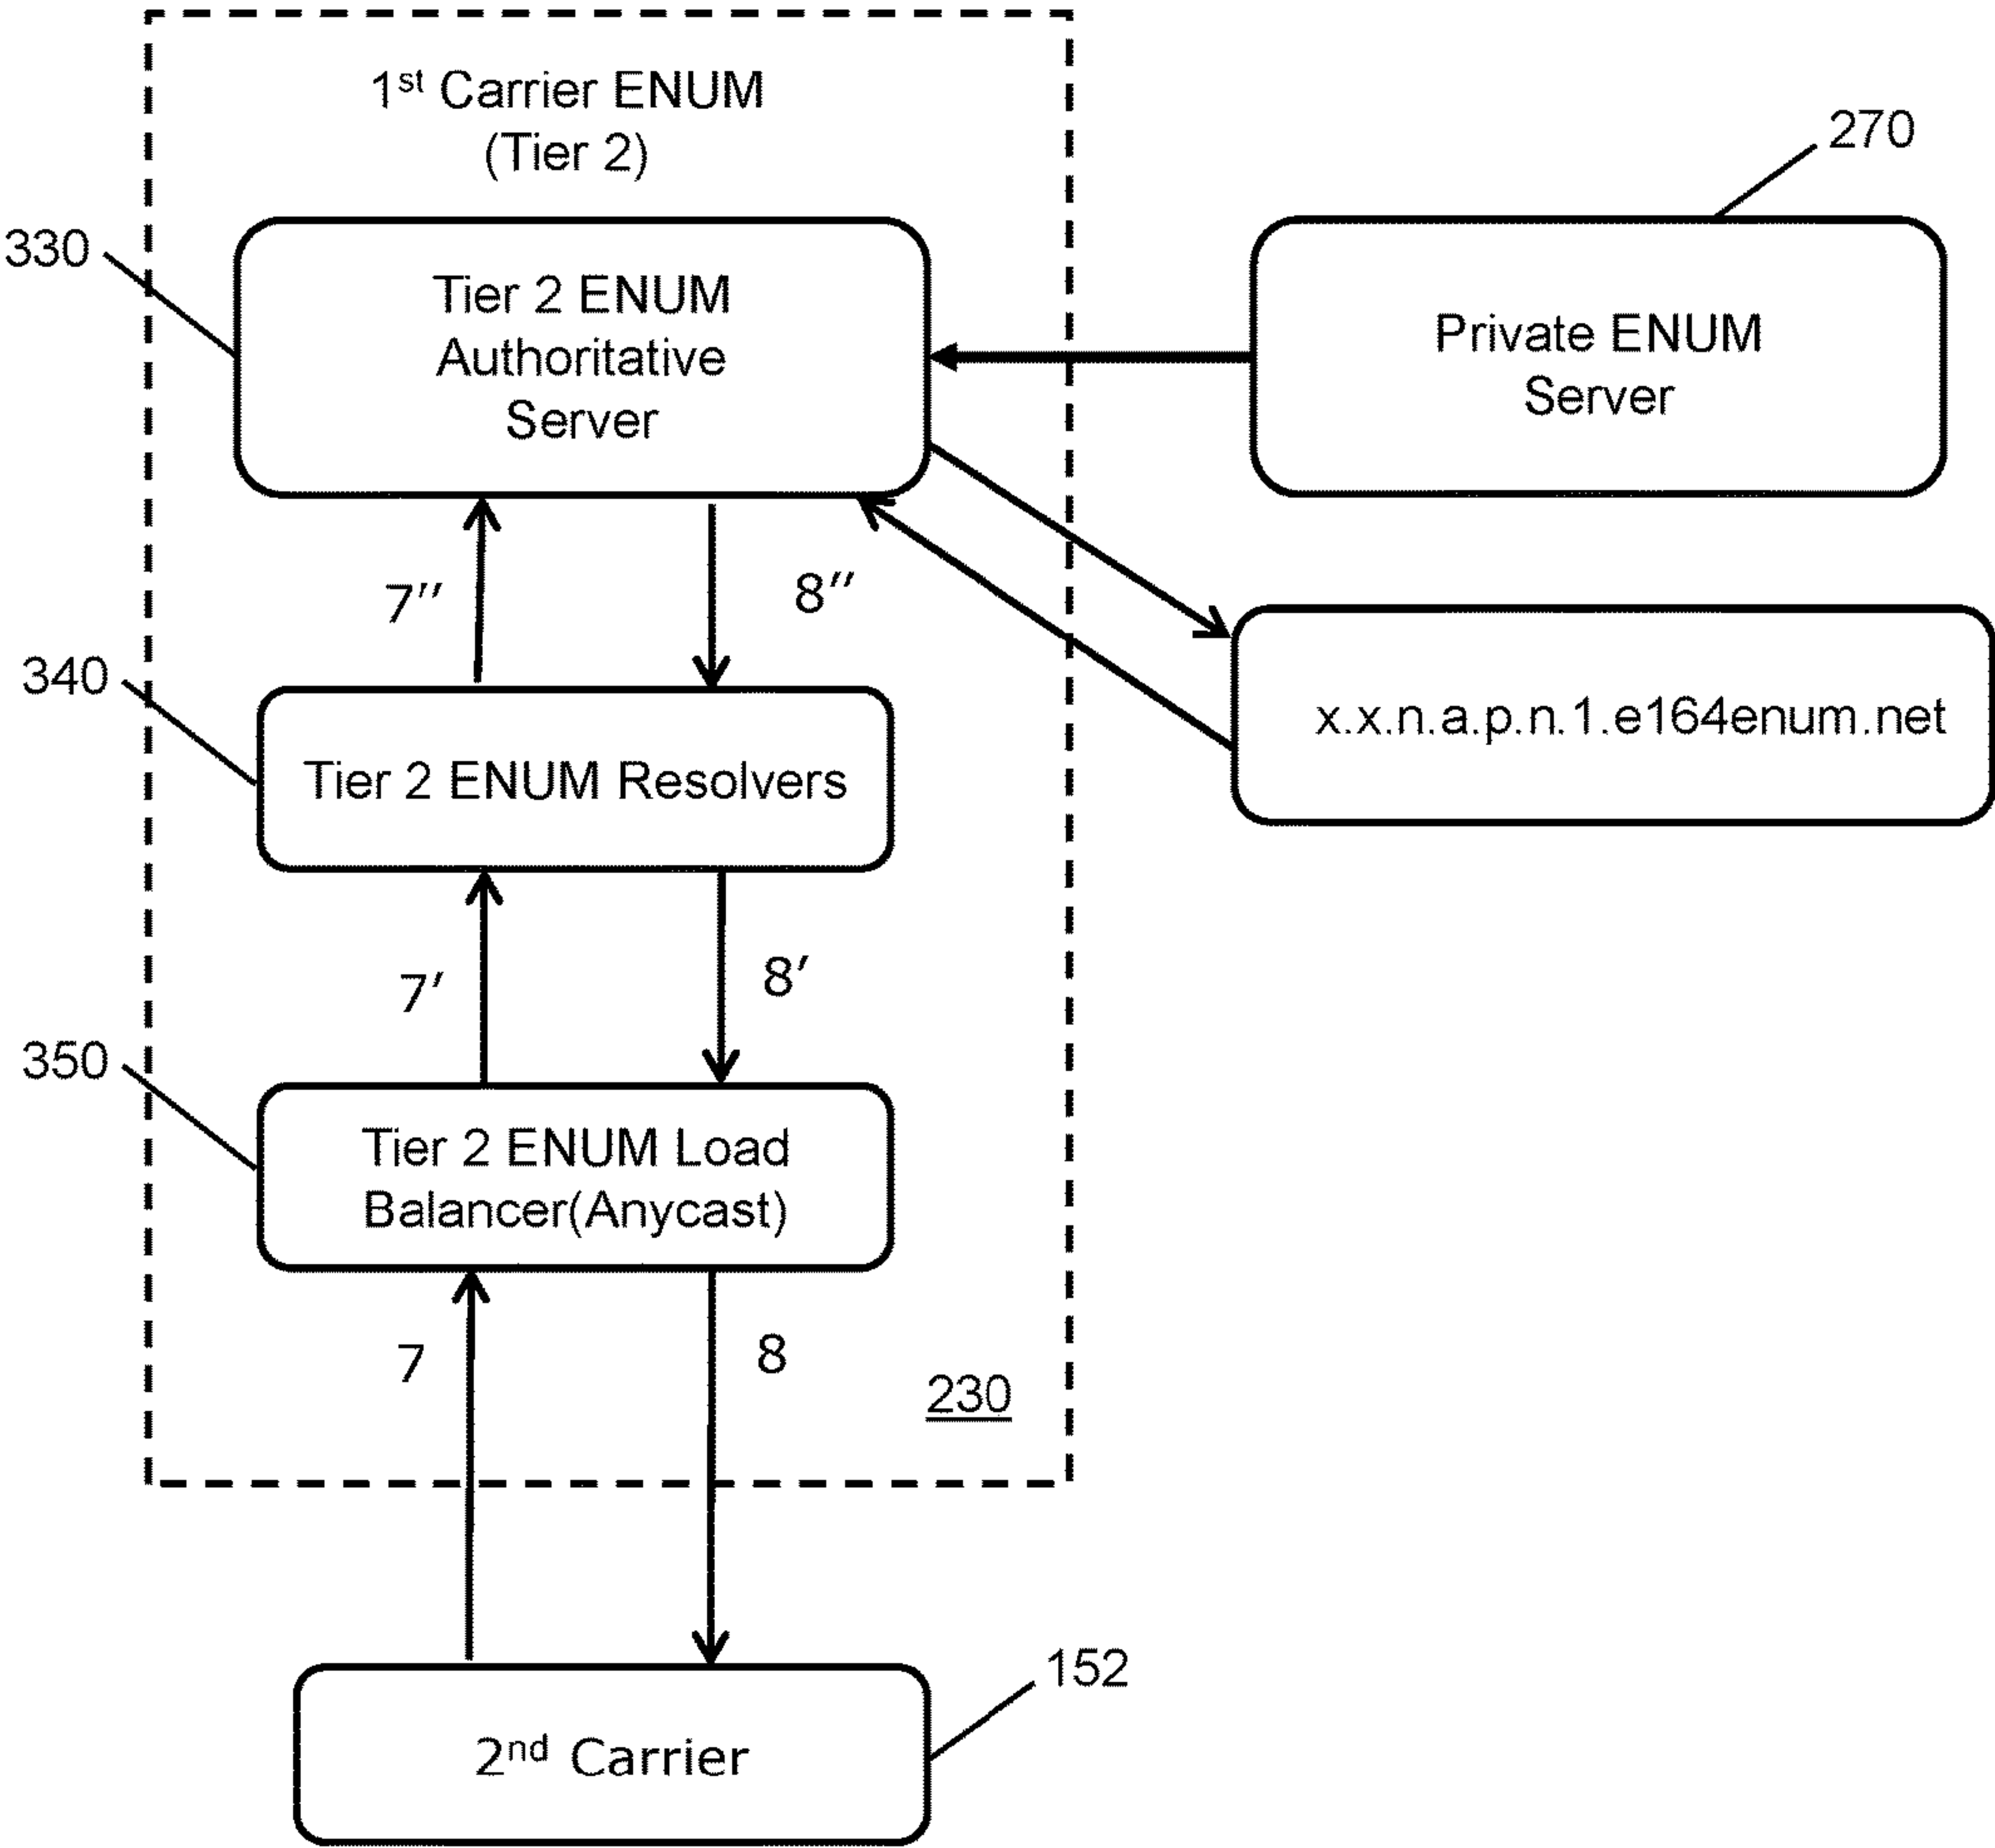 1st Carrier ENUM
(Tier 2)
270
330
Tier 2 ENUM
Authoritative
Server
Private ENUM
Server
7''
8''
340
x.x.n.a.p.n.1.e164enum.net
Tier 2 ENUM Resolvers
7'
8'
350
Tier 2 ENUM Load
Balancer(Anycast)
7
8
230
152
2nd Carrier